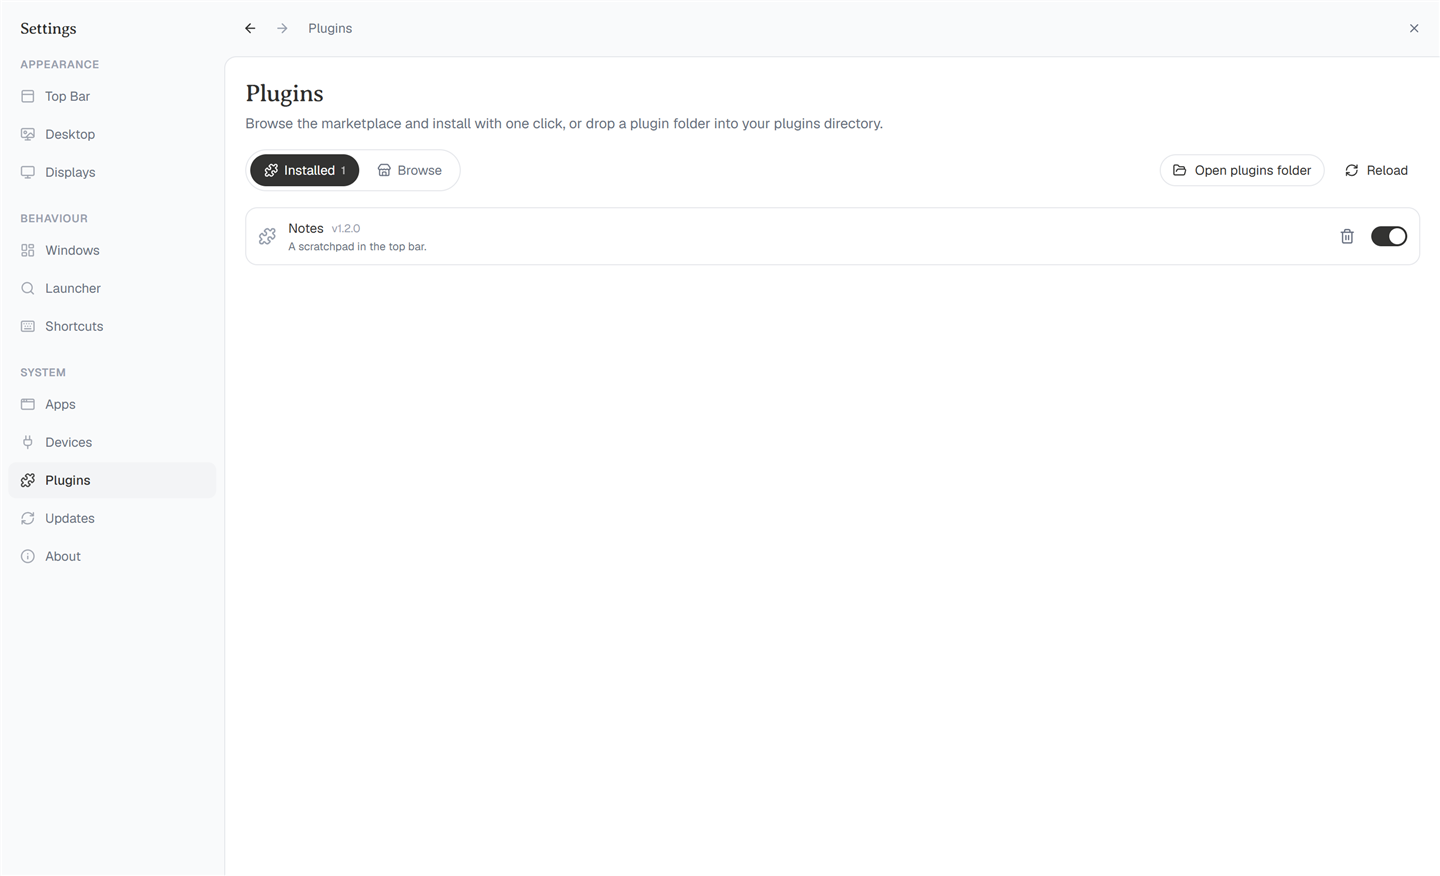 Settings
Plugins
APPEARANCE
Top Bar
Desktop
Displays
BEHAVIOUR
Windows
Launcher
Shortcuts
SYSTEM
Apps
Devices
Plugins
Updates
About
Plugins
Browse the marketplace and install with one click, or drop a plugin folder into your plugins directory.
Installed 1
Browse
Open plugins folder
Reload
Notes v1.2.0
A scratchpad in the top bar.